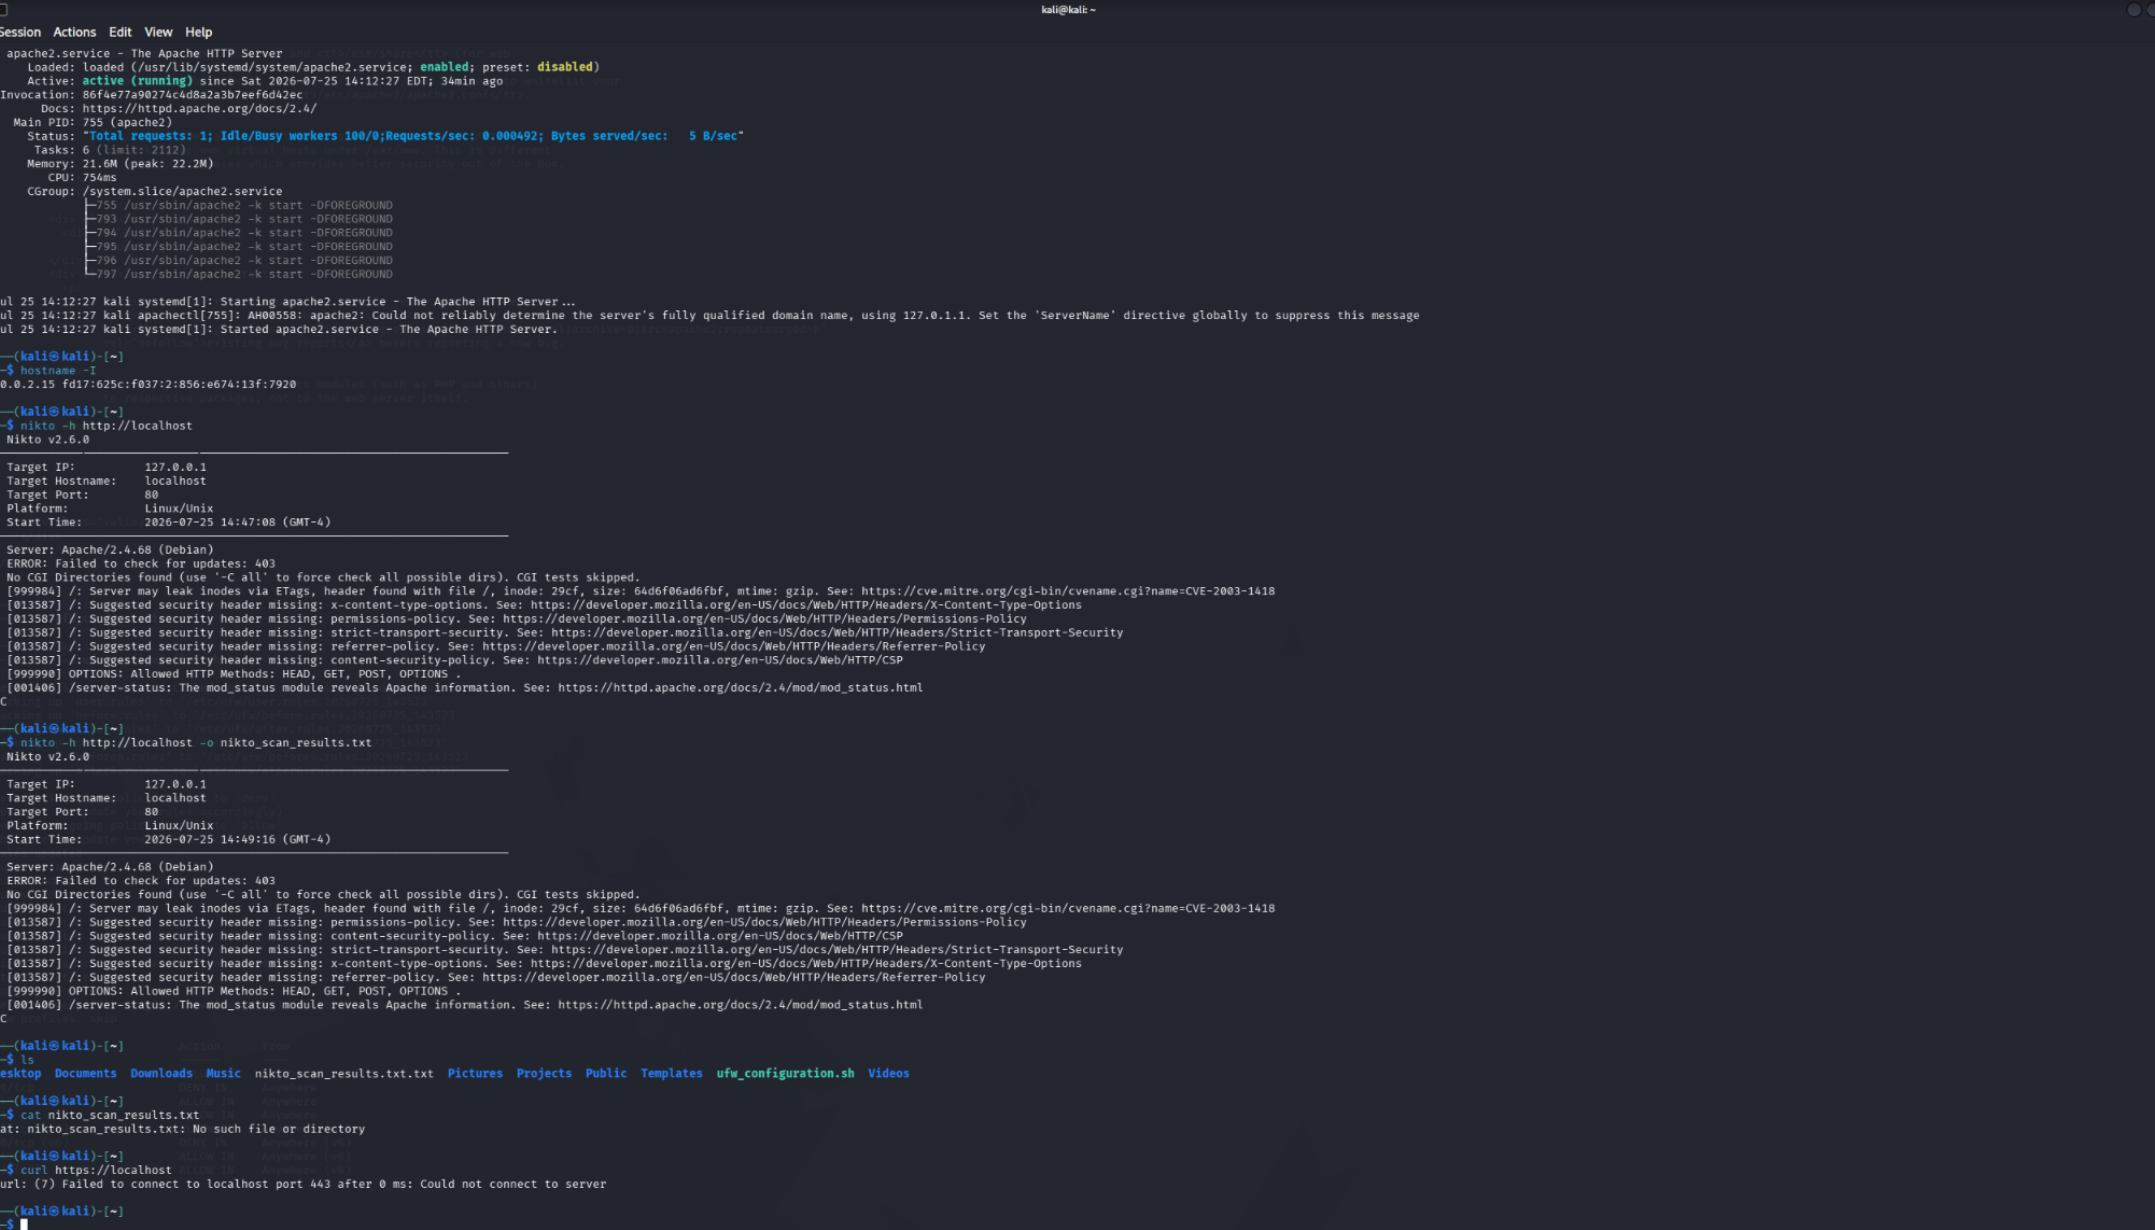 kali@kali: ~
Session Actions Edit View Help
apache2.service - The Apache HTTP Server
Loaded: loaded (/usr/lib/systemd/system/apache2.service; enabled; preset: disabled)
Active: active (running) since Sat 2026-07-25 14:12:27 EDT; 34min ago
Invocation: 86f4e77a90274c4d8a2a3b7eef6d42ec
Docs: https://httpd.apache.org/docs/2.4/
Main PID: 755 (apache2)
Status: "Total requests: 1; Idle/Busy workers 100/0;Requests/sec: 0.000492; Bytes served/sec:   5 B/sec"
Tasks: 6 (limit: 2112)
Memory: 21.6M (peak: 22.2M)
CPU: 754ms
CGroup: /system.slice/apache2.service
├─755 /usr/sbin/apache2 -k start -DFOREGROUND
├─793 /usr/sbin/apache2 -k start -DFOREGROUND
├─794 /usr/sbin/apache2 -k start -DFOREGROUND
├─795 /usr/sbin/apache2 -k start -DFOREGROUND
├─796 /usr/sbin/apache2 -k start -DFOREGROUND
└─797 /usr/sbin/apache2 -k start -DFOREGROUND
ul 25 14:12:27 kali systemd[1]: Starting apache2.service - The Apache HTTP Server...
ul 25 14:12:27 kali apachectl[755]: AH00558: apache2: Could not reliably determine the server's fully qualified domain name, using 127.0.1.1. Set the 'ServerName' directive globally to suppress this message
ul 25 14:12:27 kali systemd[1]: Started apache2.service - The Apache HTTP Server.
─(kali㉿kali)-[~]
─$ hostname -I
0.0.2.15 fd17:625c:f037:2:856:e674:13f:7920
─(kali㉿kali)-[~]
─$ nikto -h http://localhost
Nikto v2.6.0
Target IP: 127.0.0.1
Target Hostname: localhost
Target Port: 80
Platform: Linux/Unix
Start Time: 2026-07-25 14:47:08 (GMT-4)
Server: Apache/2.4.68 (Debian)
ERROR: Failed to check for updates: 403
No CGI Directories found (use '-C all' to force check all possible dirs). CGI tests skipped.
[999984] /: Server may leak inodes via ETags, header found with file /, inode: 29cf, size: 64d6f06ad6fbf, mtime: gzip. See: https://cve.mitre.org/cgi-bin/cvename.cgi?name=CVE-2003-1418
[013587] /: Suggested security header missing: x-content-type-options. See: https://developer.mozilla.org/en-US/docs/Web/HTTP/Headers/X-Content-Type-Options
[013587] /: Suggested security header missing: permissions-policy. See: https://developer.mozilla.org/en-US/docs/Web/HTTP/Headers/Permissions-Policy
[013587] /: Suggested security header missing: strict-transport-security. See: https://developer.mozilla.org/en-US/docs/Web/HTTP/Headers/Strict-Transport-Security
[013587] /: Suggested security header missing: referrer-policy. See: https://developer.mozilla.org/en-US/docs/Web/HTTP/Headers/Referrer-Policy
[013587] /: Suggested security header missing: content-security-policy. See: https://developer.mozilla.org/en-US/docs/Web/HTTP/CSP
[999990] OPTIONS: Allowed HTTP Methods: HEAD, GET, POST, OPTIONS .
[001406] /server-status: The mod_status module reveals Apache information. See: https://httpd.apache.org/docs/2.4/mod/mod_status.html
C
─(kali㉿kali)-[~]
─$ nikto -h http://localhost -o nikto_scan_results.txt
Nikto v2.6.0
Target IP: 127.0.0.1
Target Hostname: localhost
Target Port: 80
Platform: Linux/Unix
Start Time: 2026-07-25 14:49:16 (GMT-4)
Server: Apache/2.4.68 (Debian)
ERROR: Failed to check for updates: 403
No CGI Directories found (use '-C all' to force check all possible dirs). CGI tests skipped.
[999984] /: Server may leak inodes via ETags, header found with file /, inode: 29cf, size: 64d6f06ad6fbf, mtime: gzip. See: https://cve.mitre.org/cgi-bin/cvename.cgi?name=CVE-2003-1418
[013587] /: Suggested security header missing: permissions-policy. See: https://developer.mozilla.org/en-US/docs/Web/HTTP/Headers/Permissions-Policy
[013587] /: Suggested security header missing: content-security-policy. See: https://developer.mozilla.org/en-US/docs/Web/HTTP/CSP
[013587] /: Suggested security header missing: strict-transport-security. See: https://developer.mozilla.org/en-US/docs/Web/HTTP/Headers/Strict-Transport-Security
[013587] /: Suggested security header missing: x-content-type-options. See: https://developer.mozilla.org/en-US/docs/Web/HTTP/Headers/X-Content-Type-Options
[013587] /: Suggested security header missing: referrer-policy. See: https://developer.mozilla.org/en-US/docs/Web/HTTP/Headers/Referrer-Policy
[999990] OPTIONS: Allowed HTTP Methods: HEAD, GET, POST, OPTIONS .
[001406] /server-status: The mod_status module reveals Apache information. See: https://httpd.apache.org/docs/2.4/mod/mod_status.html
C
─(kali㉿kali)-[~]
─$ ls
esktop Documents Downloads Music nikto_scan_results.txt.txt Pictures Projects Public Templates ufw_configuration.sh Videos
─(kali㉿kali)-[~]
─$ cat nikto_scan_results.txt
at: nikto_scan_results.txt: No such file or directory
─(kali㉿kali)-[~]
─$ curl https://localhost
url: (7) Failed to connect to localhost port 443 after 0 ms: Could not connect to server
─(kali㉿kali)-[~]
─$